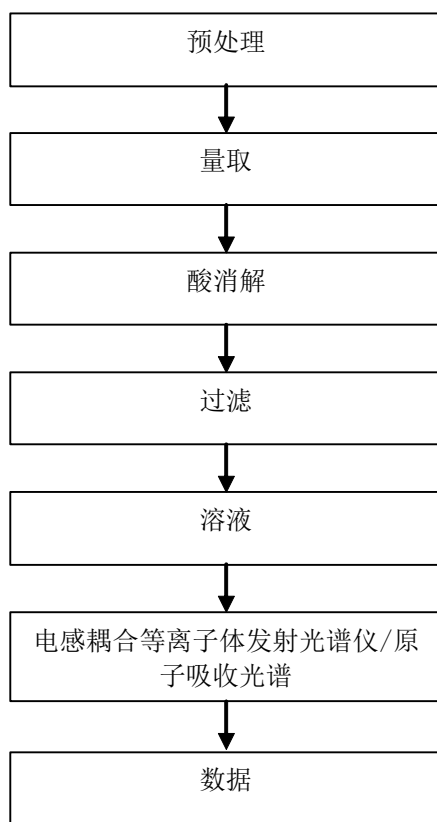 预处理
量取
酸消解
过滤
溶液
电感耦合等离子体发射光谱仪/原
子吸收光谱
数据